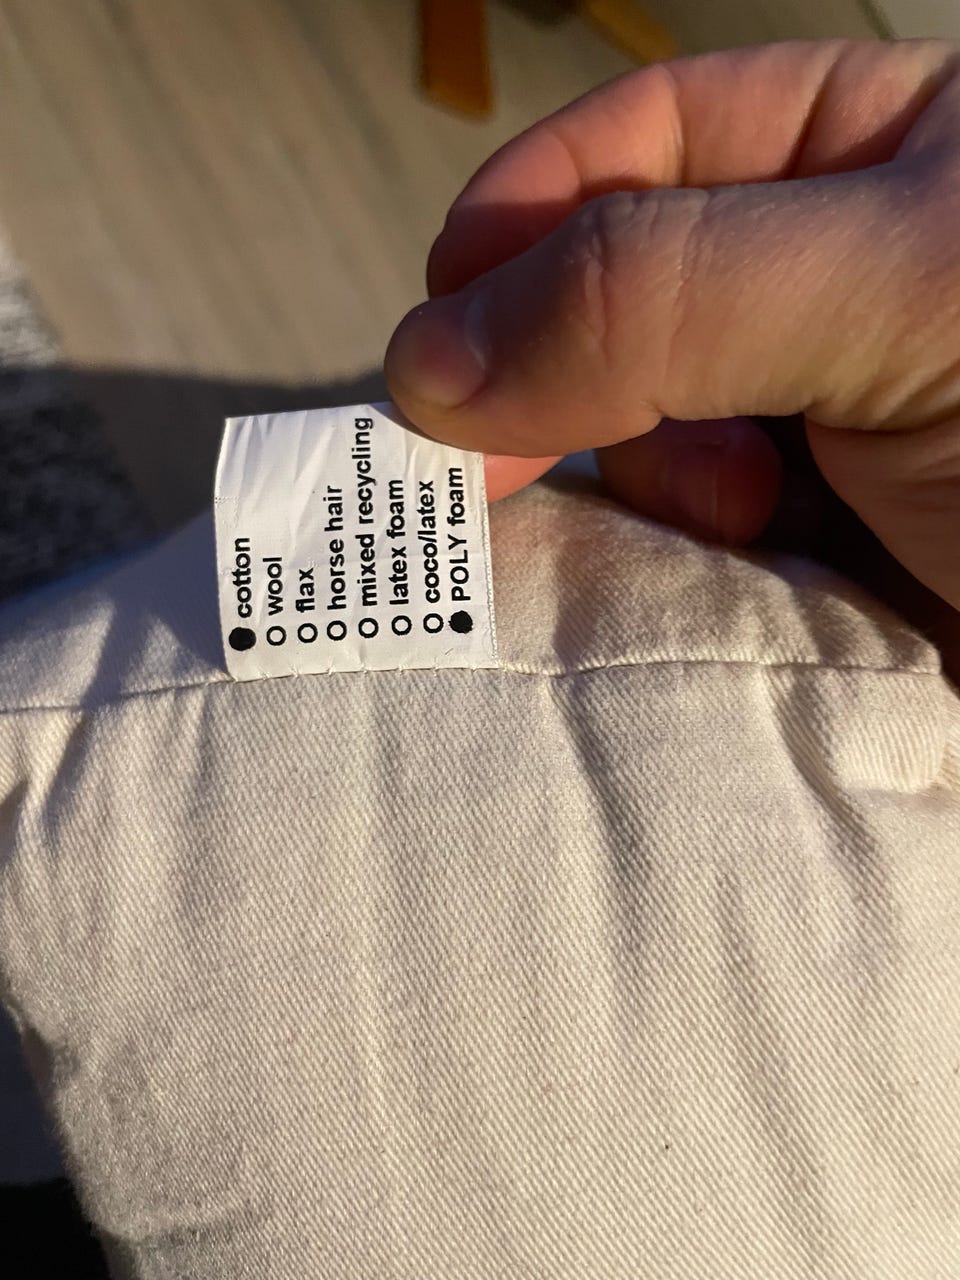 ● cotton
○ wool
○ flax
○ horse hair
○ mixed recycling
○ latex foam
○ coco/latex
● POLY foam